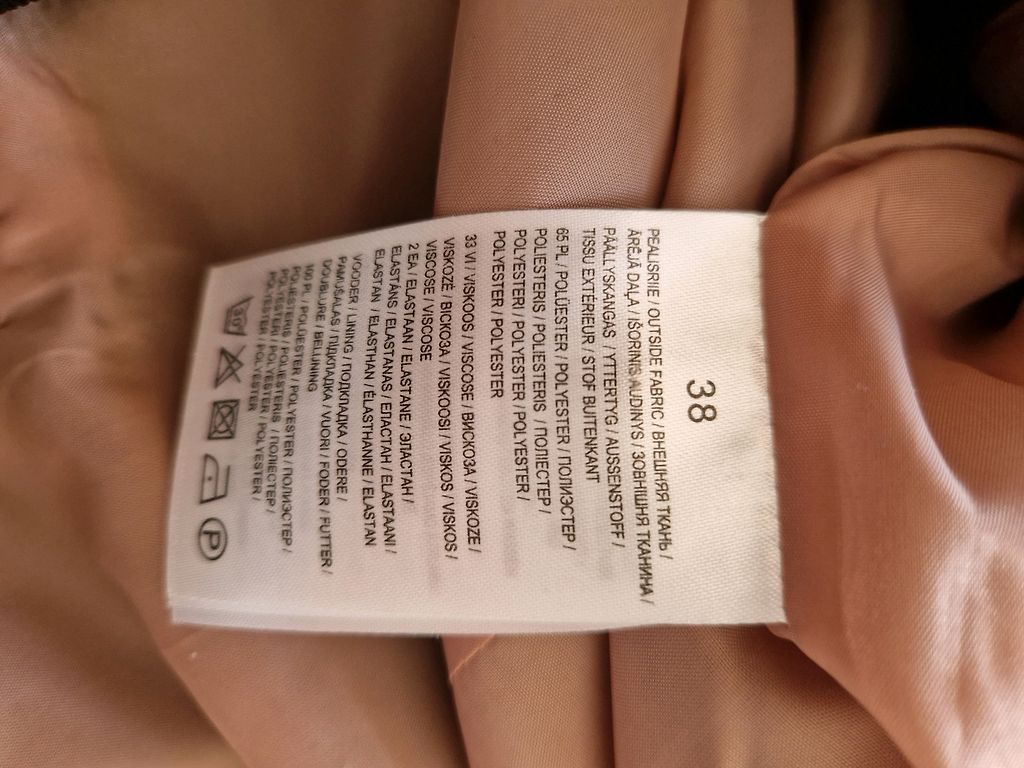 38
PEALISRIIE / OUTSIDE FABRIC / ВНЕШНЯЯ ТКАНЬ /
ĀRĒJĀ DAĻA / IŠORINIS AUDINYS / ЗОВНІШНЯ ТКАНИНА /
PÄÄLLYSKANGAS / YTTERTYG / AUSSENSTOFF /
TISSU EXTÉRIEUR / STOF BUITENKANT
65 PL / POLÜESTER / POLYESTER / ПОЛИЭСТЕР /
POLIESTERIS / POLIESTERIS / ПОЛІЕСТЕР /
POLYESTERI / POLYESTER / POLYESTER /
POLYESTER / POLYESTER
33 VI / VISKOOS / VISCOSE / ВИСКОЗА / VISKOZE /
VISKOZĖ / ВІСКОЗА / VISKOOSI / VISKOS / VISKOS /
VISCOSE / VISCOSE
2 EA / ELASTAAN / ELASTANE / ЭЛАСТАН /
ELASTĀNS / ELASTANAS / ЕЛАСТАН / ELASTAANI /
ELASTAN / ELASTHAN / ÉLASTHANNE / ELASTAN
VOODER / LINING / ПОДКЛАДКА / ODERE /
PAMUŠALAS / ПІДКЛАДКА / VUORI / FODER / FUTTER /
DOUBLURE / BEIJINING
100 PL / POLÜESTER / POLYESTER / ПОЛИЭСТЕР /
POLIESTERIS / POLIESTERIS / ПОЛІЕСТЕР /
POLYESTERI / POLYESTER / POLYESTER /
POLYESTER / POLYESTER
30
P